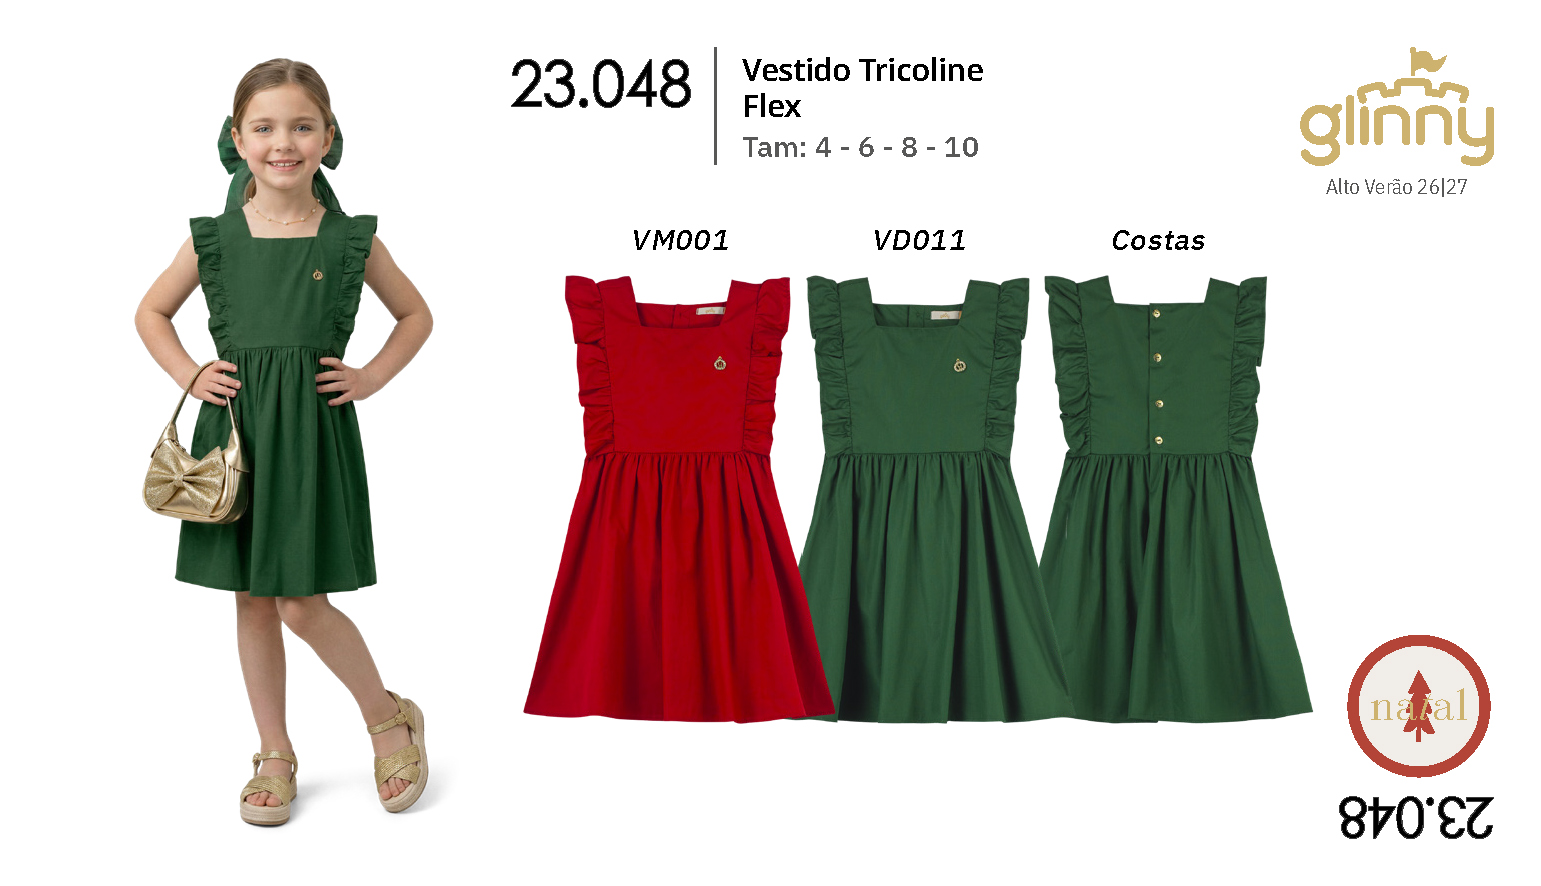 23.048
Vestido Tricoline
Flex
Tam: 4 - 6 - 8 - 10
glinny
Alto Verão 26|27
VM001
VD011
Costas
natal
23.048